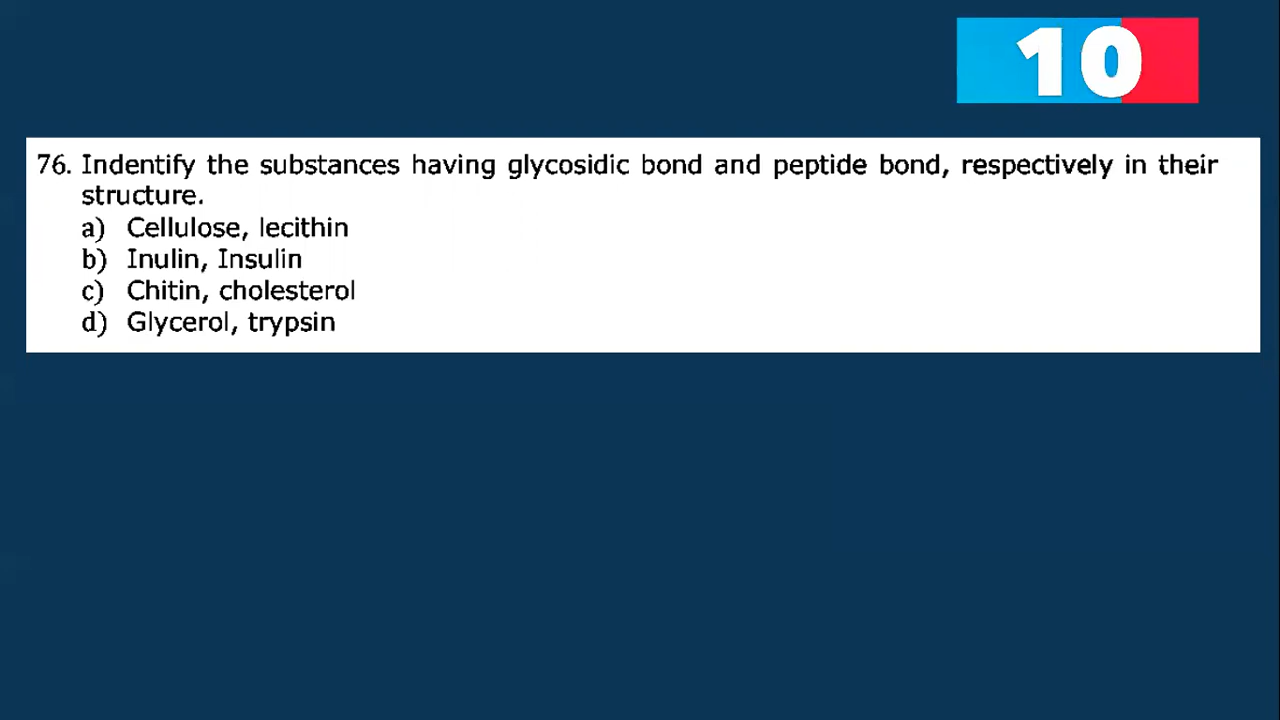 10
76. Indentify the substances having glycosidic bond and peptide bond, respectively in their
structure.
a) Cellulose, lecithin
b) Inulin, Insulin
c) Chitin, cholesterol
d) Glycerol, trypsin